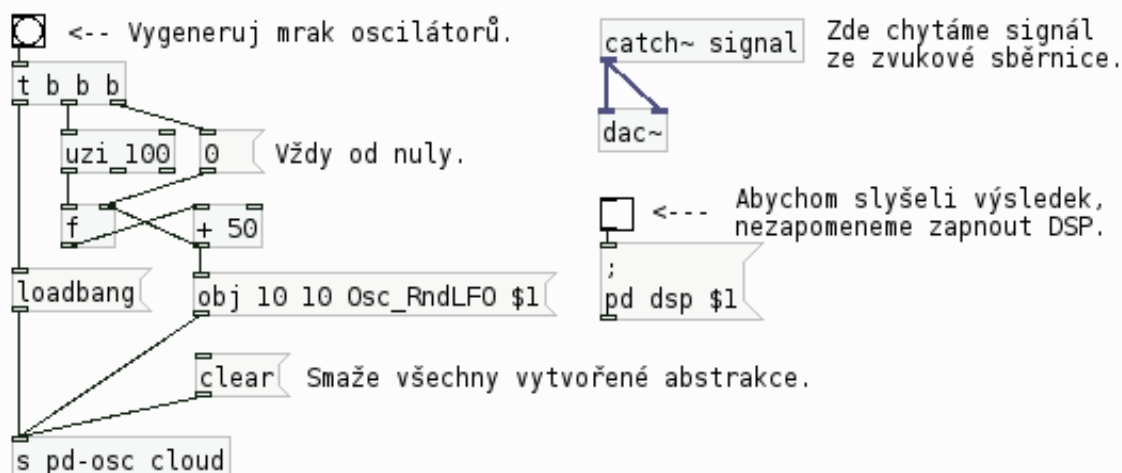 <-- Vygeneruj mrak oscilátorů.
t b b b
uzi 100
0
Vždy od nuly.
f
+ 50
loadbang
obj 10 10 Osc_RndLFO $1
clear
Smaže všechny vytvořené abstrakce.
s pd-osc cloud
catch~ signal
Zde chytáme signál
ze zvukové sběrnice.
dac~
<---
Abychom slyšeli výsledek,
nezapomeneme zapnout DSP.
;
pd dsp $1